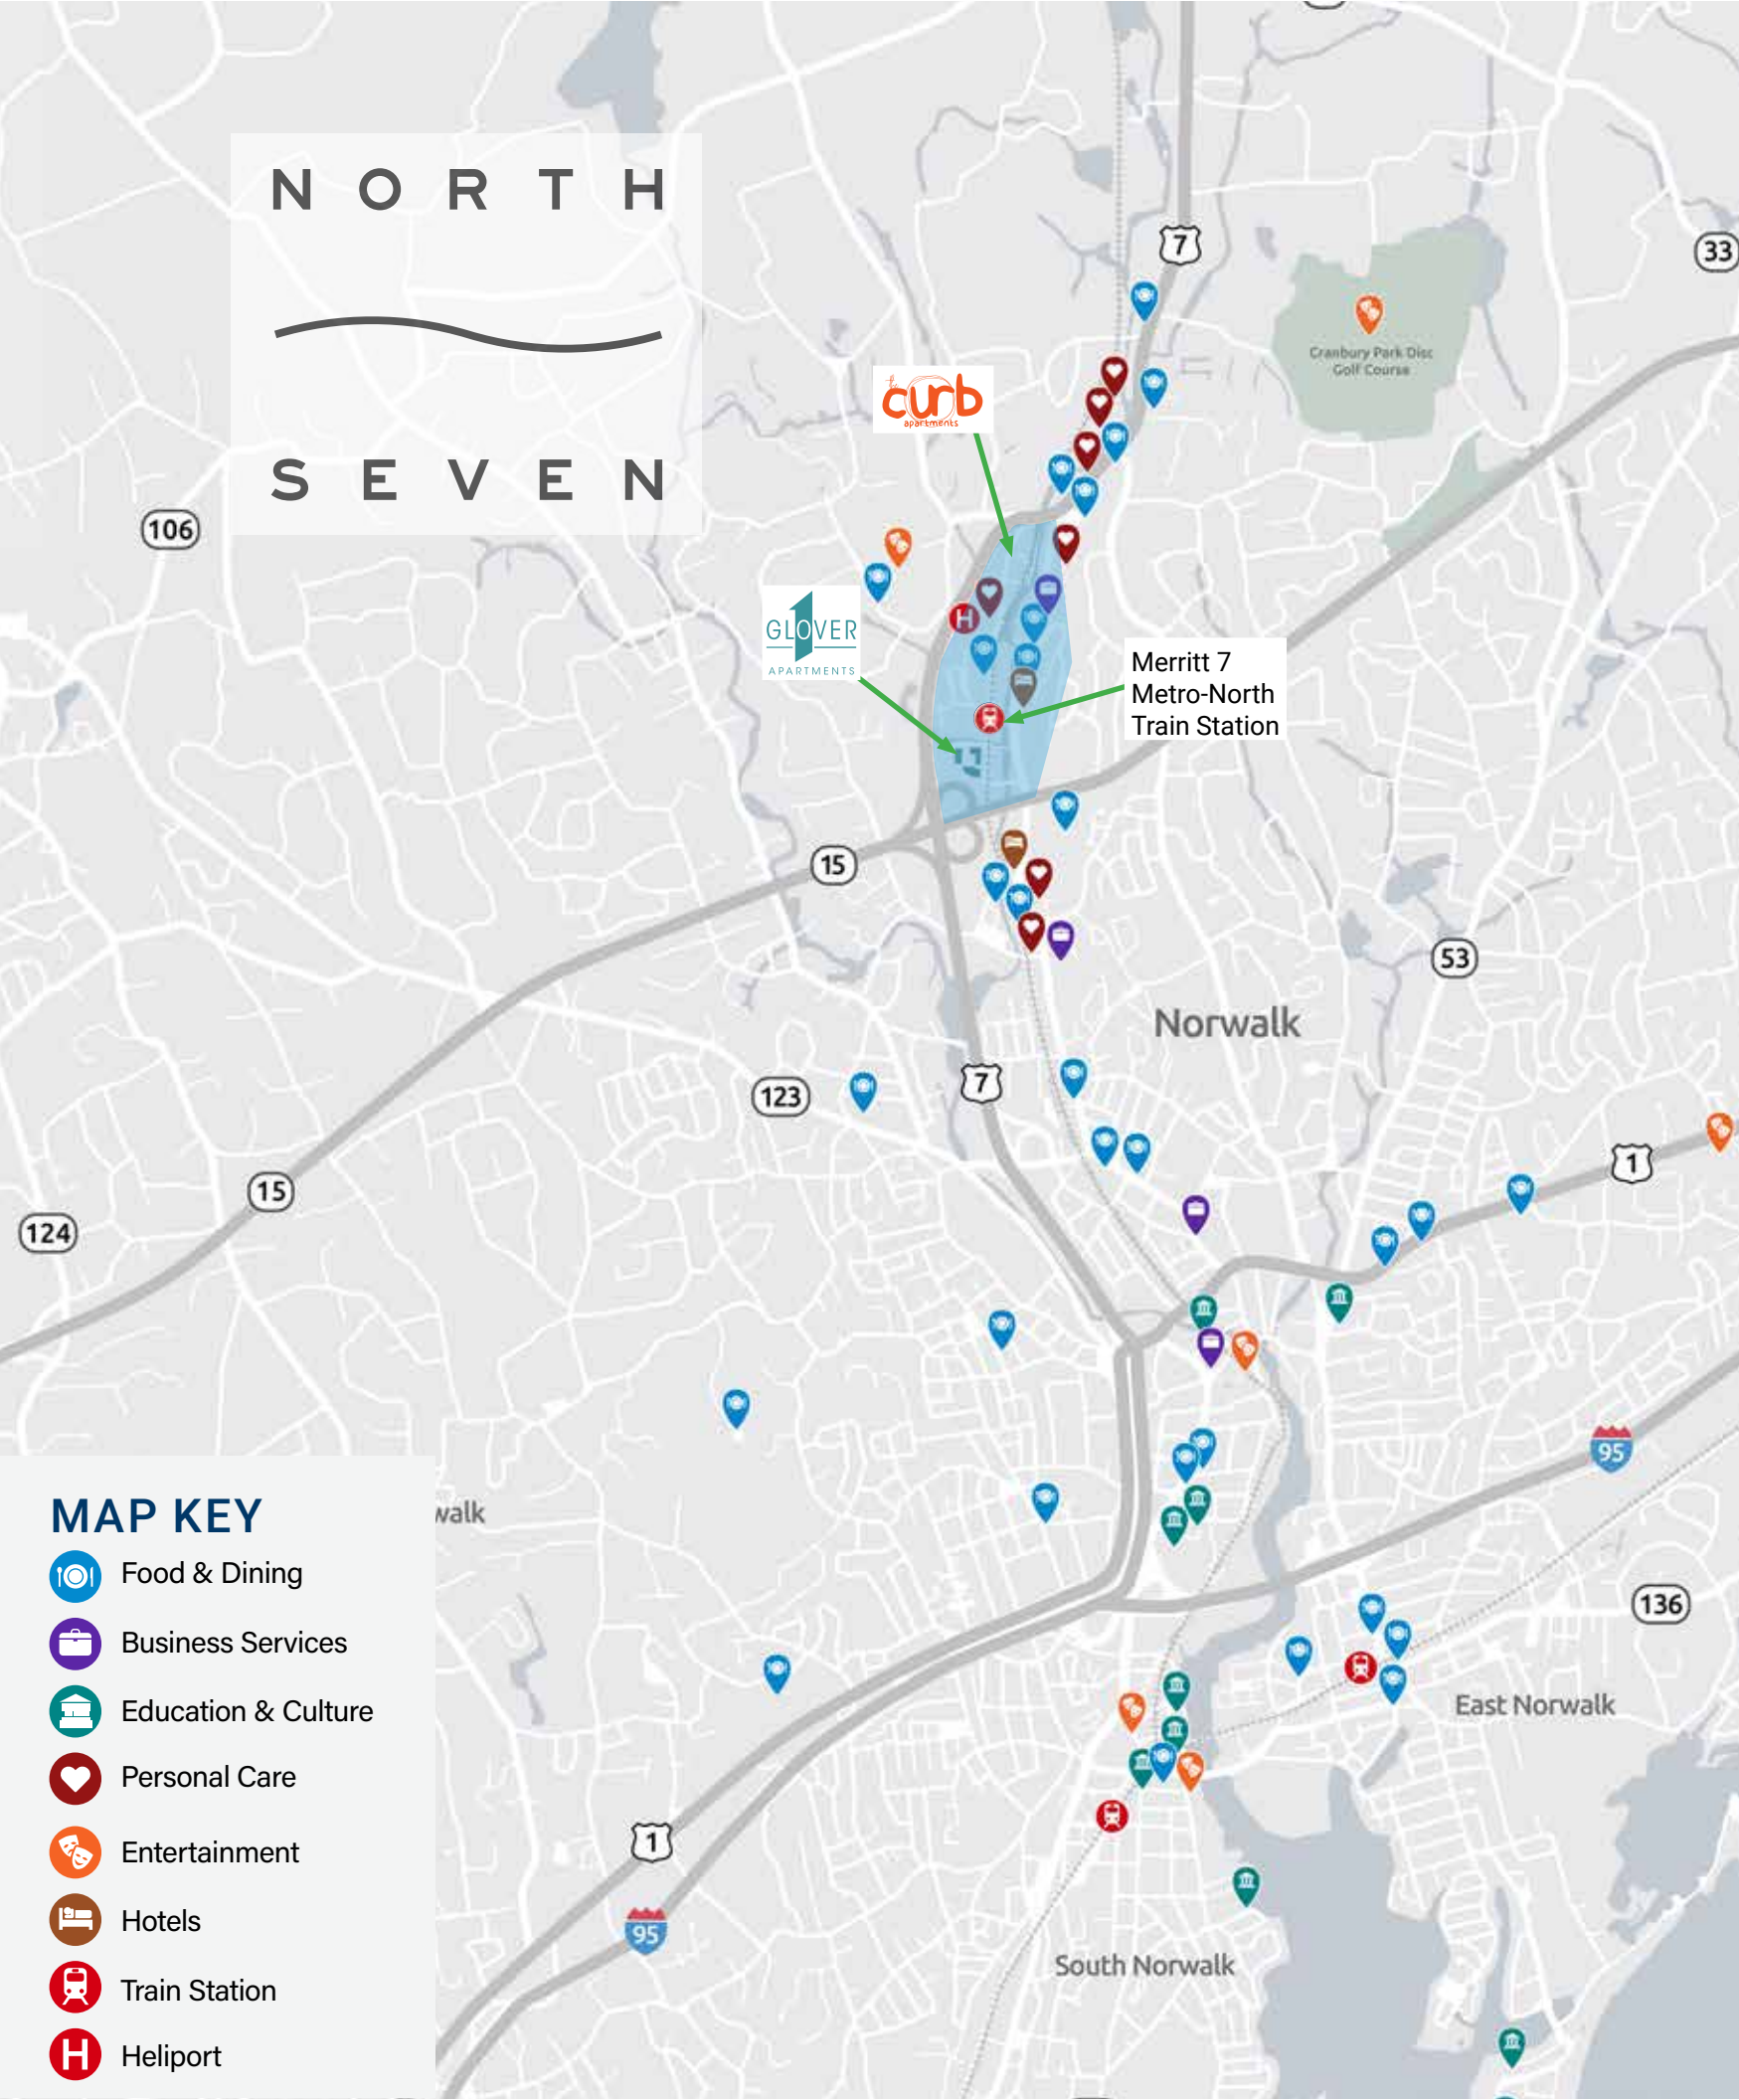 NORTH
SEVEN
7
33
Cranbury Park Disc
Golf Course
the
curb
apartments
106
GLOVER
APARTMENTS
H
Merritt 7
Metro-North
Train Station
15
53
Norwalk
7
123
1
15
124
95
walk
MAP KEY
Food & Dining
Business Services
Education & Culture
Personal Care
Entertainment
Hotels
Train Station
H Heliport
136
East Norwalk
1
95
South Norwalk